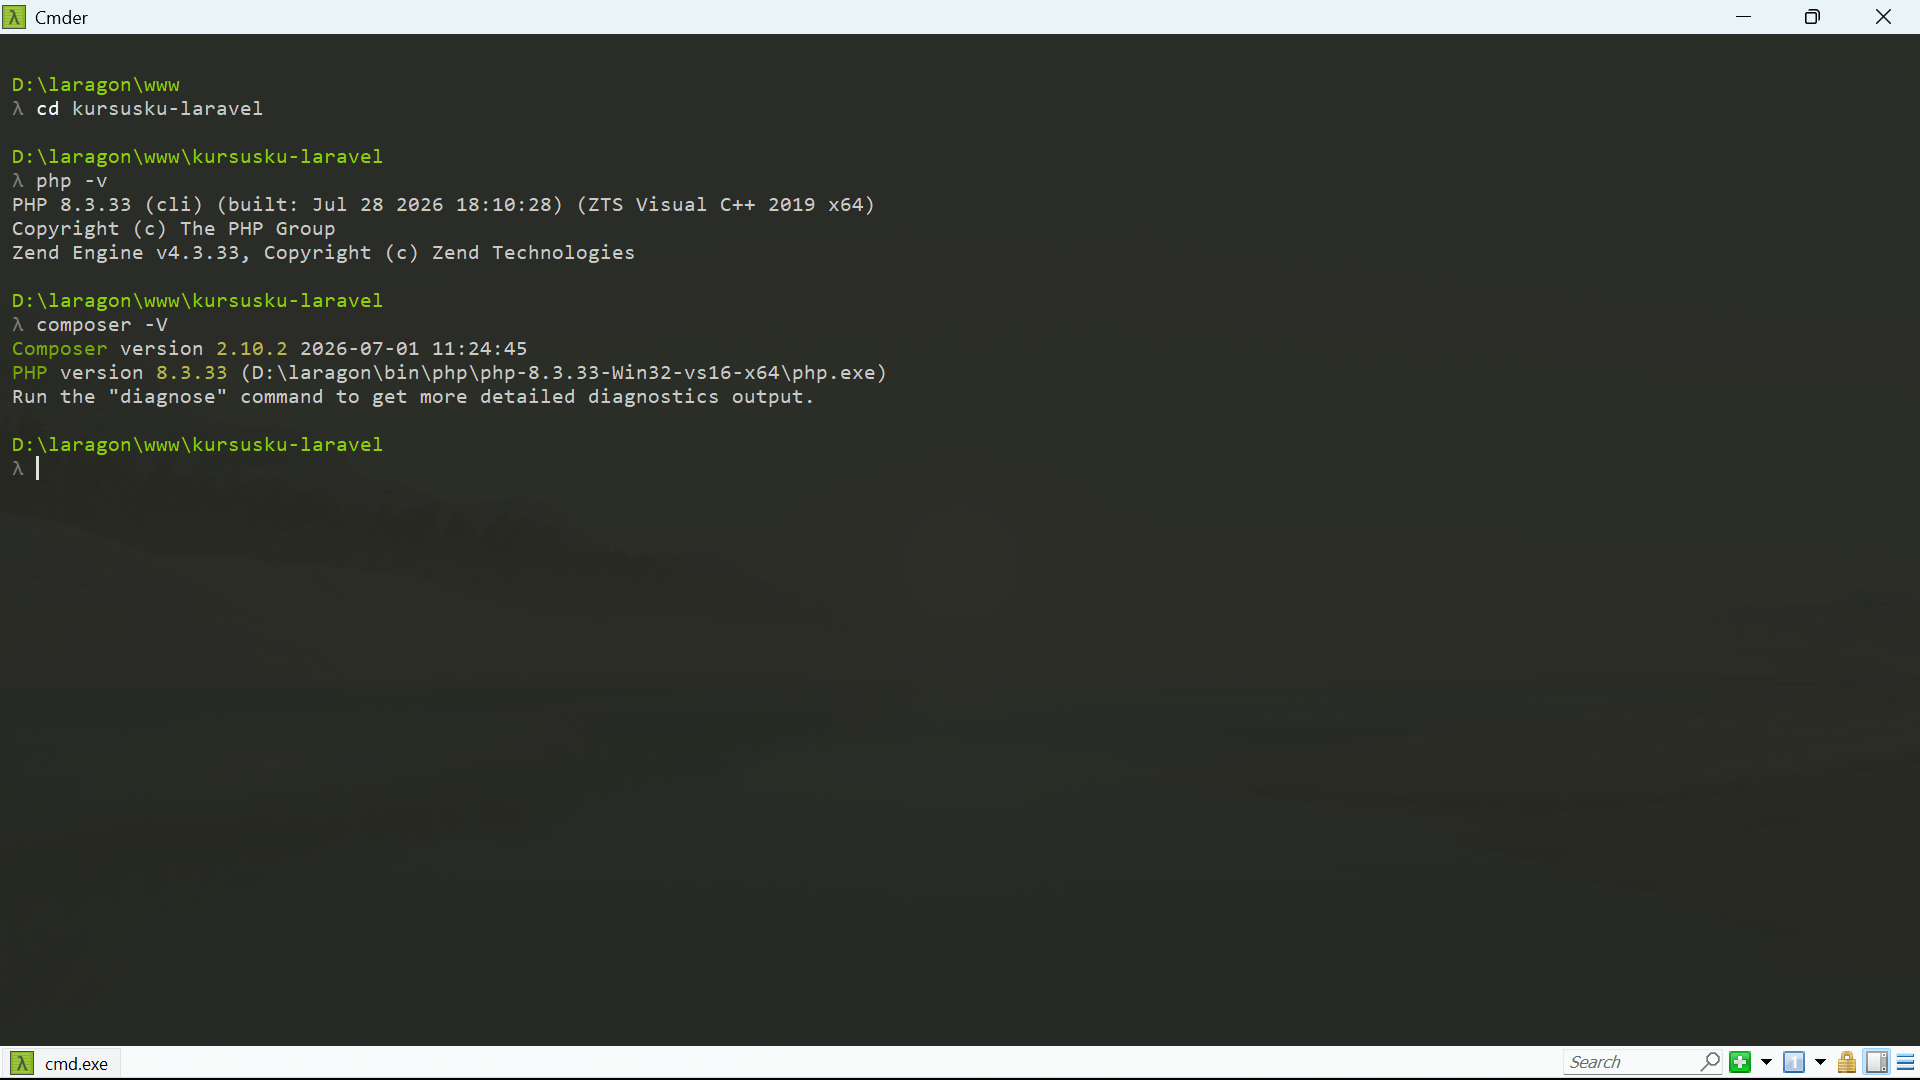 Cmder
D:\laragon\www
λ cd kursusku-laravel
D:\laragon\www\kursusku-laravel
λ php -v
PHP 8.3.33 (cli) (built: Jul 28 2026 18:10:28) (ZTS Visual C++ 2019 x64)
Copyright (c) The PHP Group
Zend Engine v4.3.33, Copyright (c) Zend Technologies
D:\laragon\www\kursusku-laravel
λ composer -V
Composer version 2.10.2 2026-07-01 11:24:45
PHP version 8.3.33 (D:\laragon\bin\php\php-8.3.33-Win32-vs16-x64\php.exe)
Run the "diagnose" command to get more detailed diagnostics output.
D:\laragon\www\kursusku-laravel
λ
cmd.exe
Search